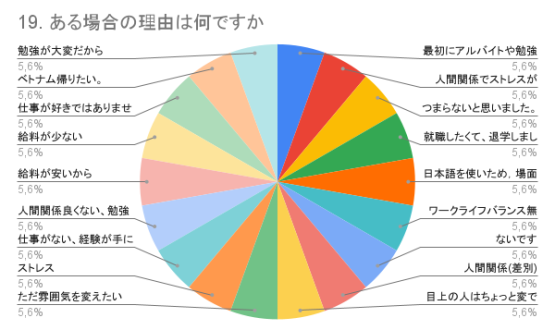 19. ある場合の理由は何ですか
勉強が大変だから
5,6%
ベトナム帰りたい。
5,6%
仕事が好きではありませ
5,6%
給料が少ない
5,6%
給料が安いから
5,6%
人間関係良くない、勉強
5,6%
仕事がない、経験が手に
5,6%
ストレス
5,6%
ただ雰囲気を変えたい
5,6%
最初にアルバイトや勉強
5,6%
人間関係でストレスが
5,6%
つまらないと思いました。
5,6%
就職したくて、退学しまし
5,6%
日本語を使いため，場面
5,6%
ワークライフバランス無
5,6%
ないです
5,6%
人間関係(差別)
5,6%
目上の人はちょっと変で
5,6%